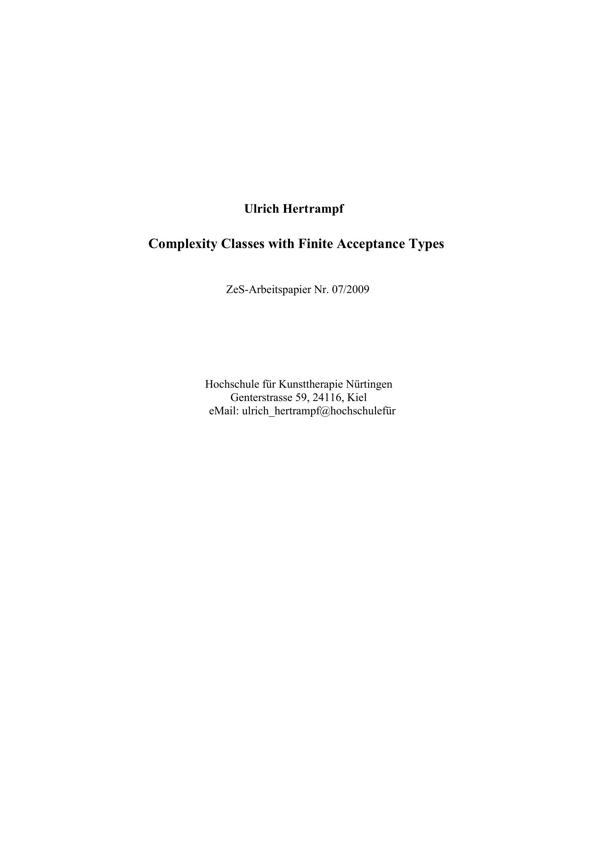 Ulrich Hertrampf
Complexity Classes with Finite Acceptance Types
ZeS-Arbeitspapier Nr. 07/2009
Hochschule für Kunsttherapie Nürtingen
Genterstrasse 59, 24116, Kiel
eMail: ulrich_hertrampf@hochschulefür